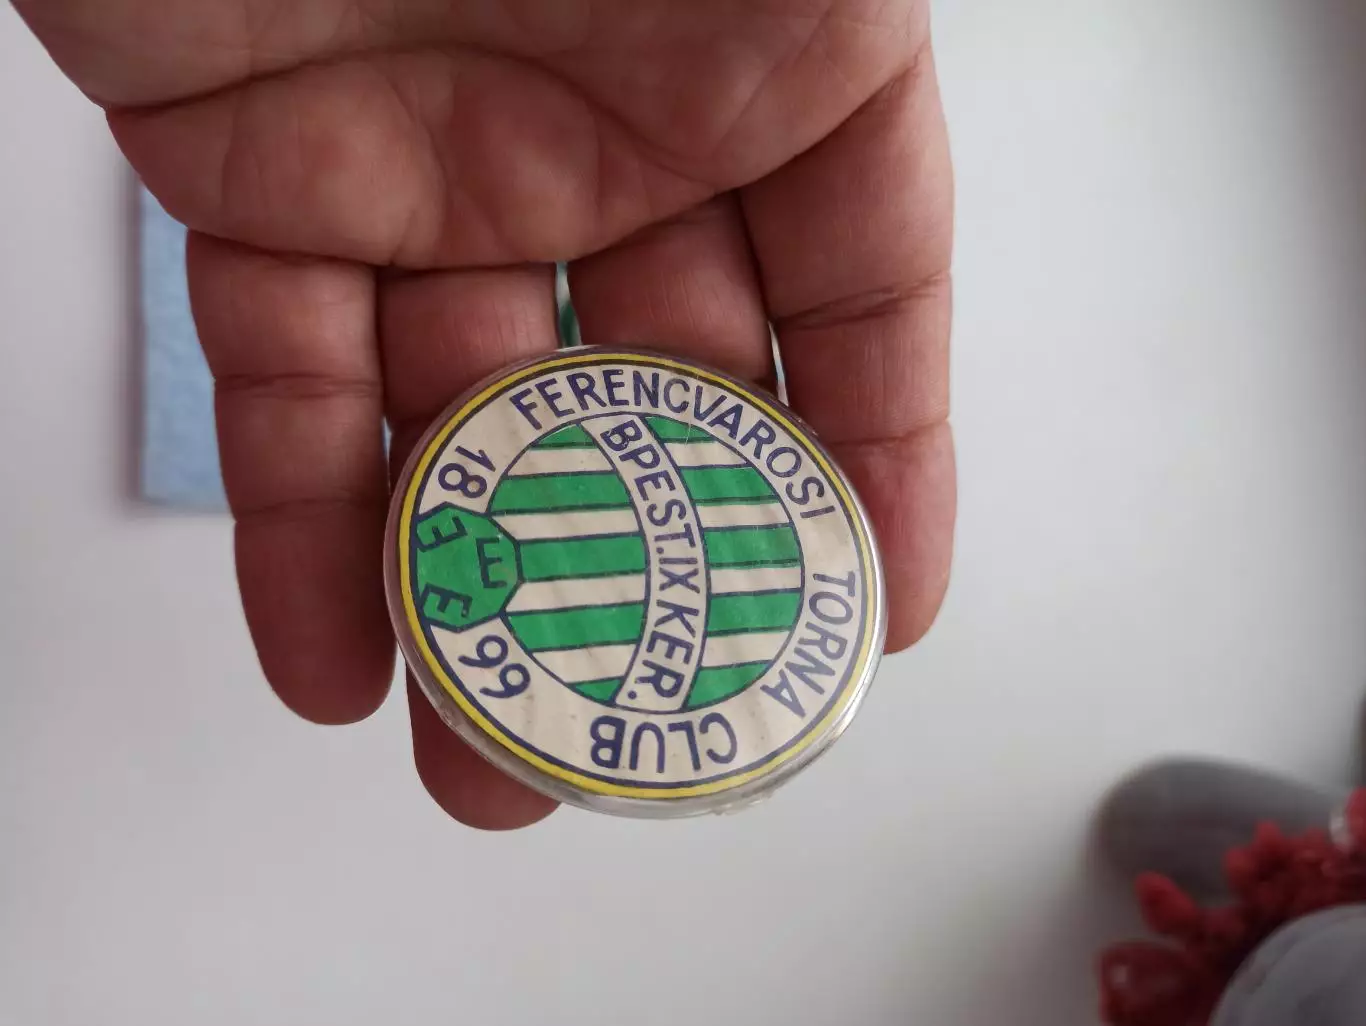 FERENCVAROSI TORNA CLUB
BPEST.IX KER.
18 99
E E E